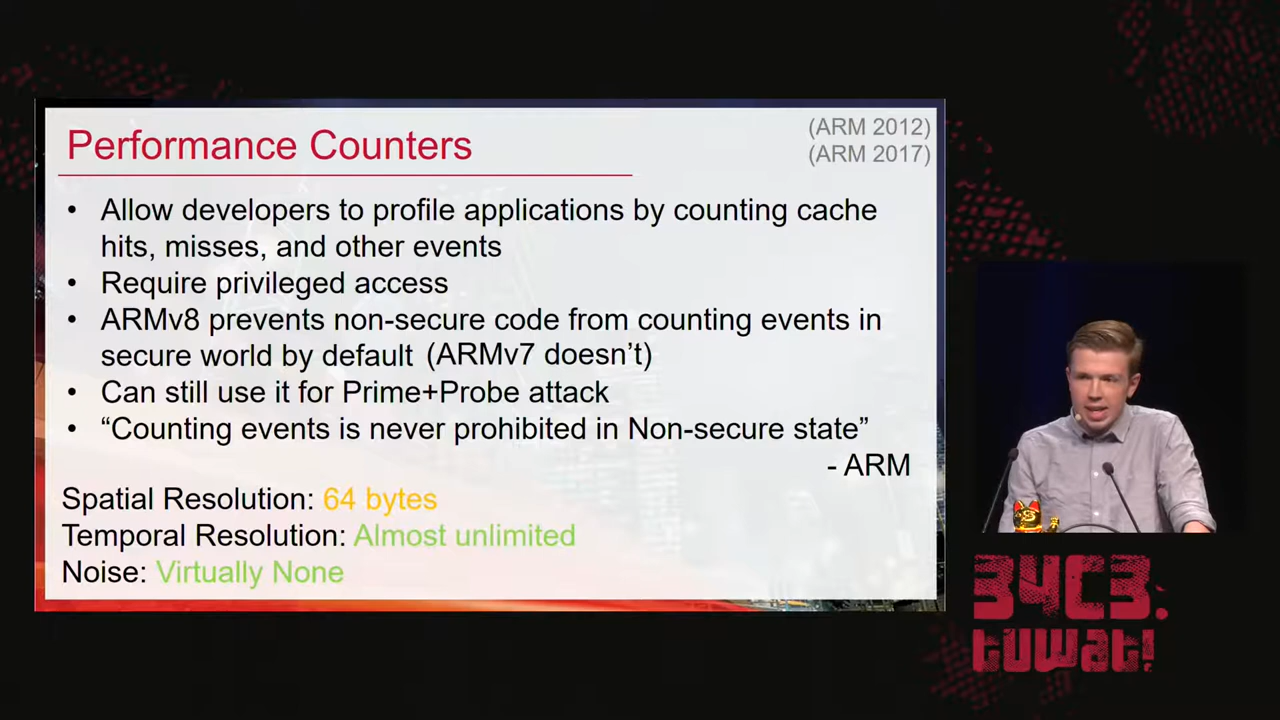 Performance Counters
(ARM 2012)
(ARM 2017)
• Allow developers to profile applications by counting cache
hits, misses, and other events
• Require privileged access
• ARMv8 prevents non-secure code from counting events in
secure world by default (ARMv7 doesn’t)
• Can still use it for Prime+Probe attack
• “Counting events is never prohibited in Non-secure state”
- ARM
Spatial Resolution: 64 bytes
Temporal Resolution: Almost unlimited
Noise: Virtually None
34C3.
tuwat!